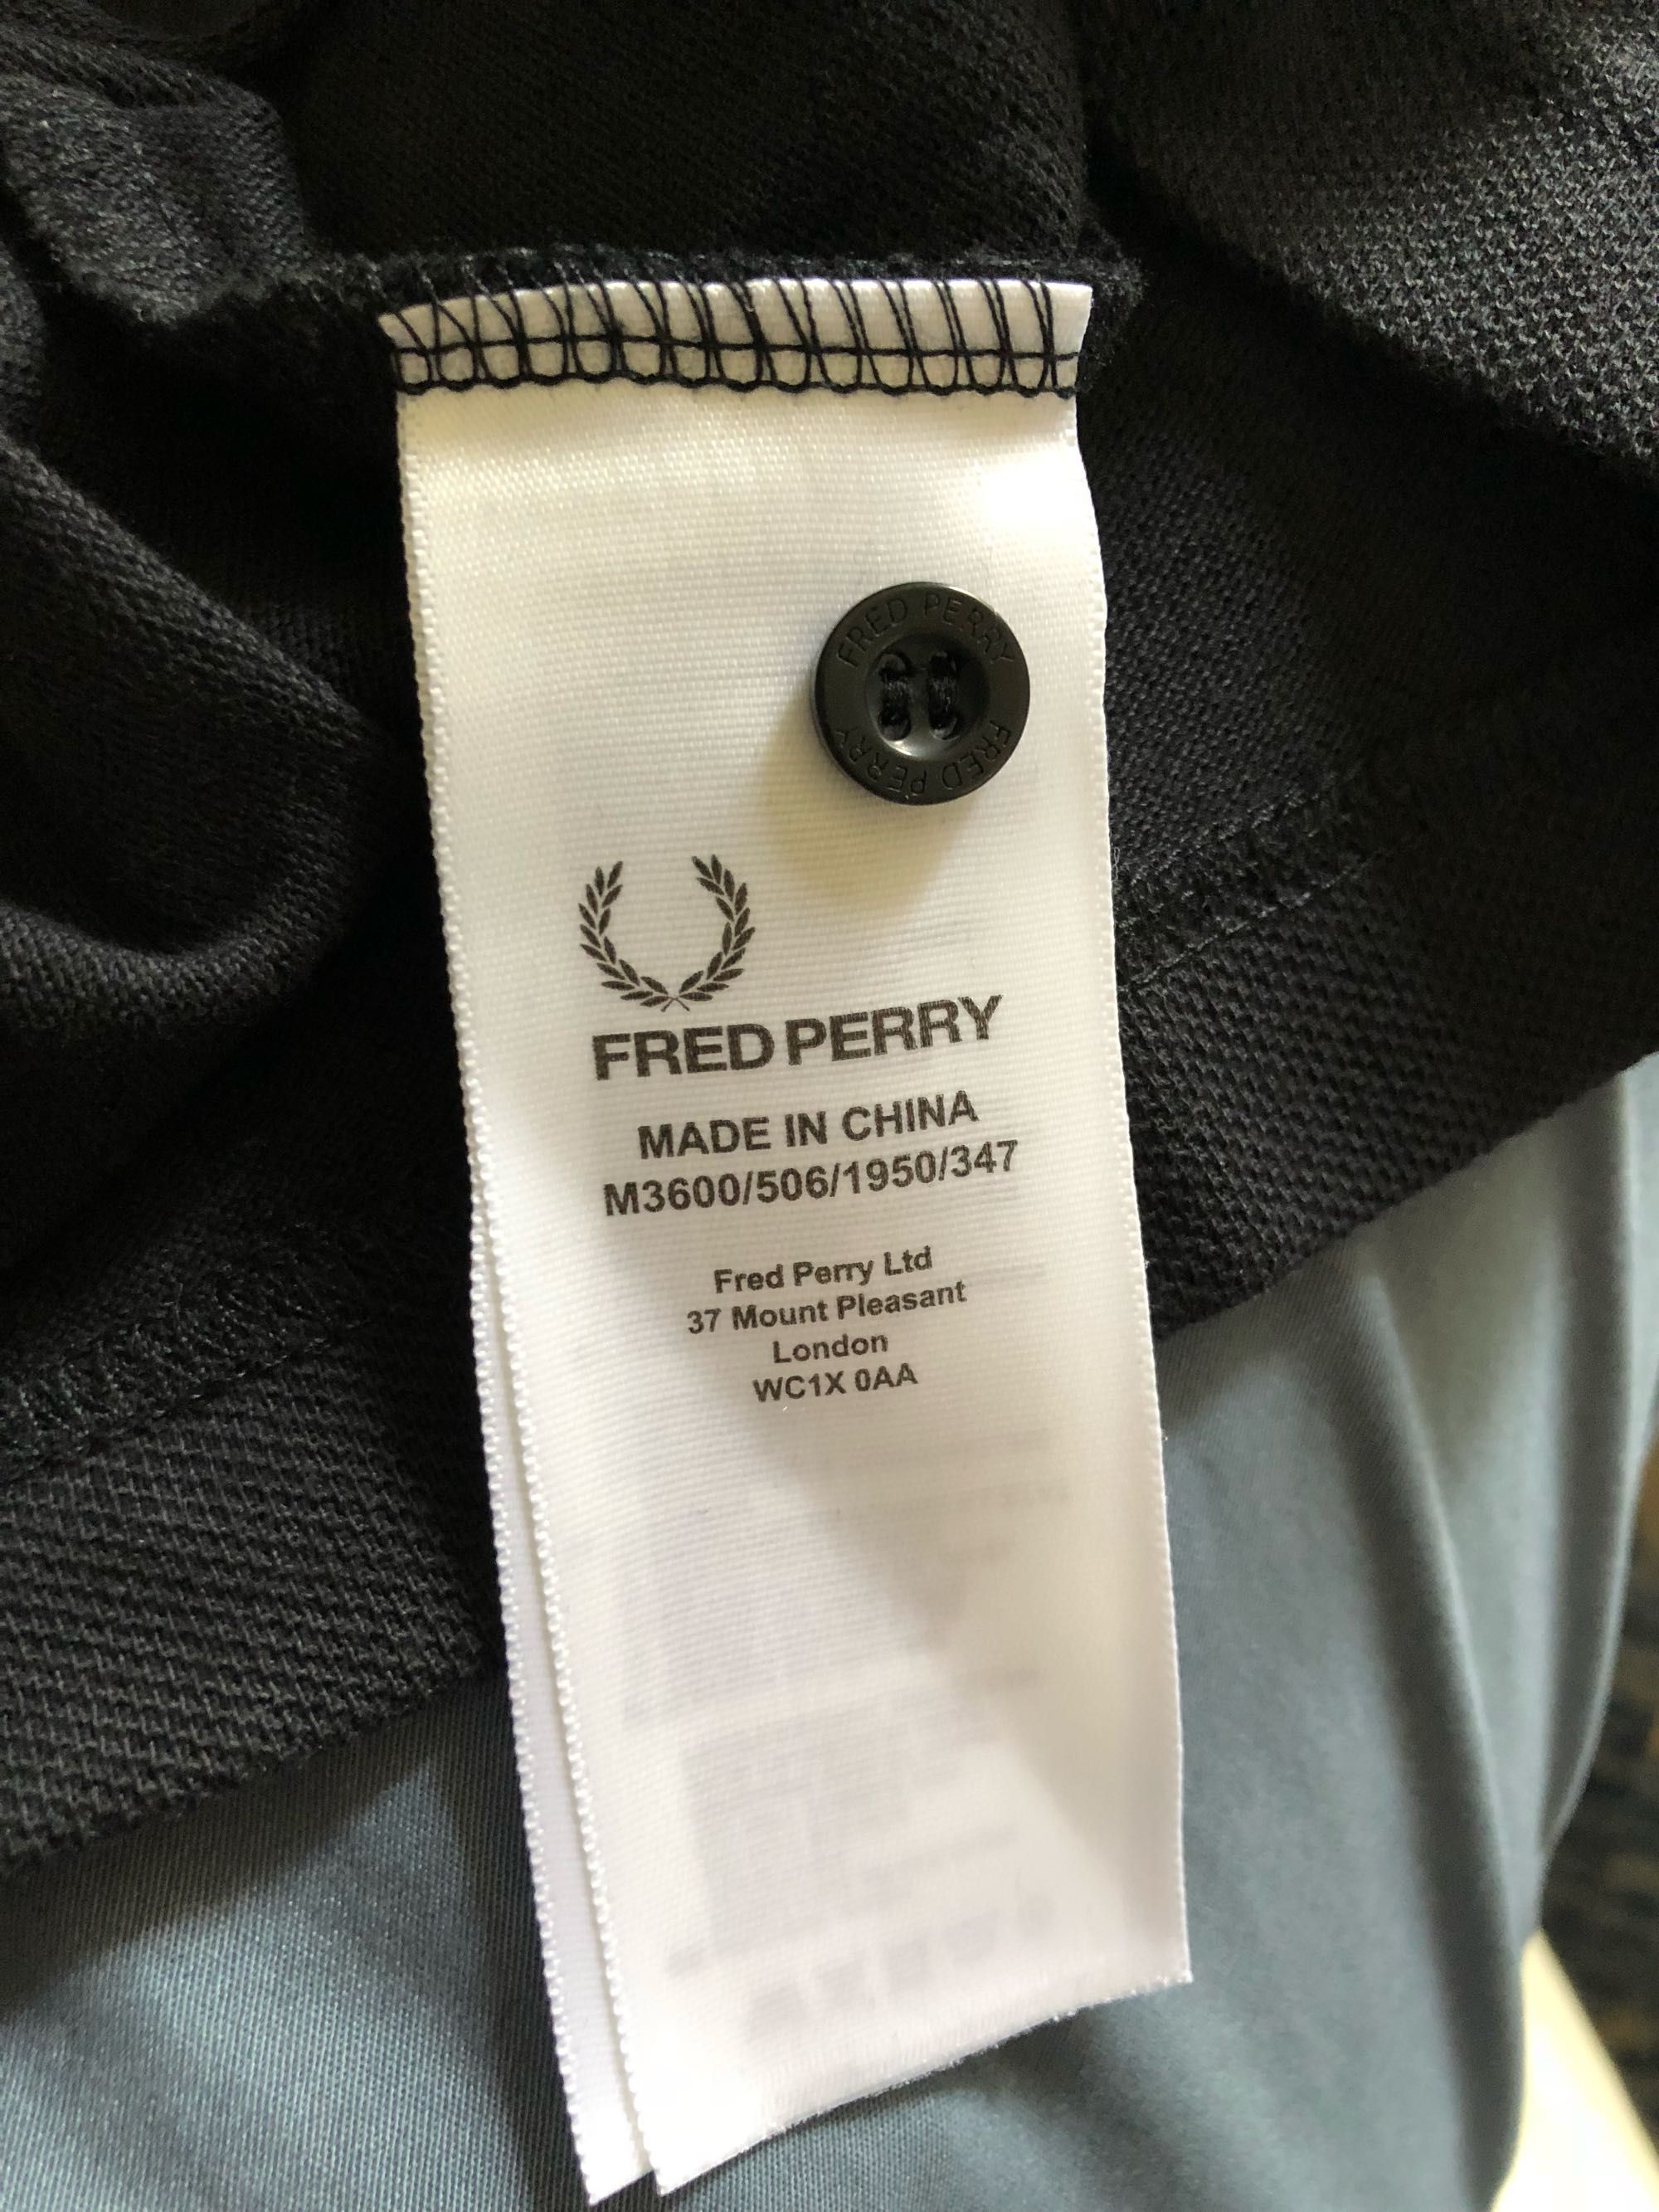 FRED PERRY
FRED PERRY
FRED PERRY
MADE IN CHINA
M3600/506/1950/347
Fred Perry Ltd
37 Mount Pleasant
London
WC1X 0AA